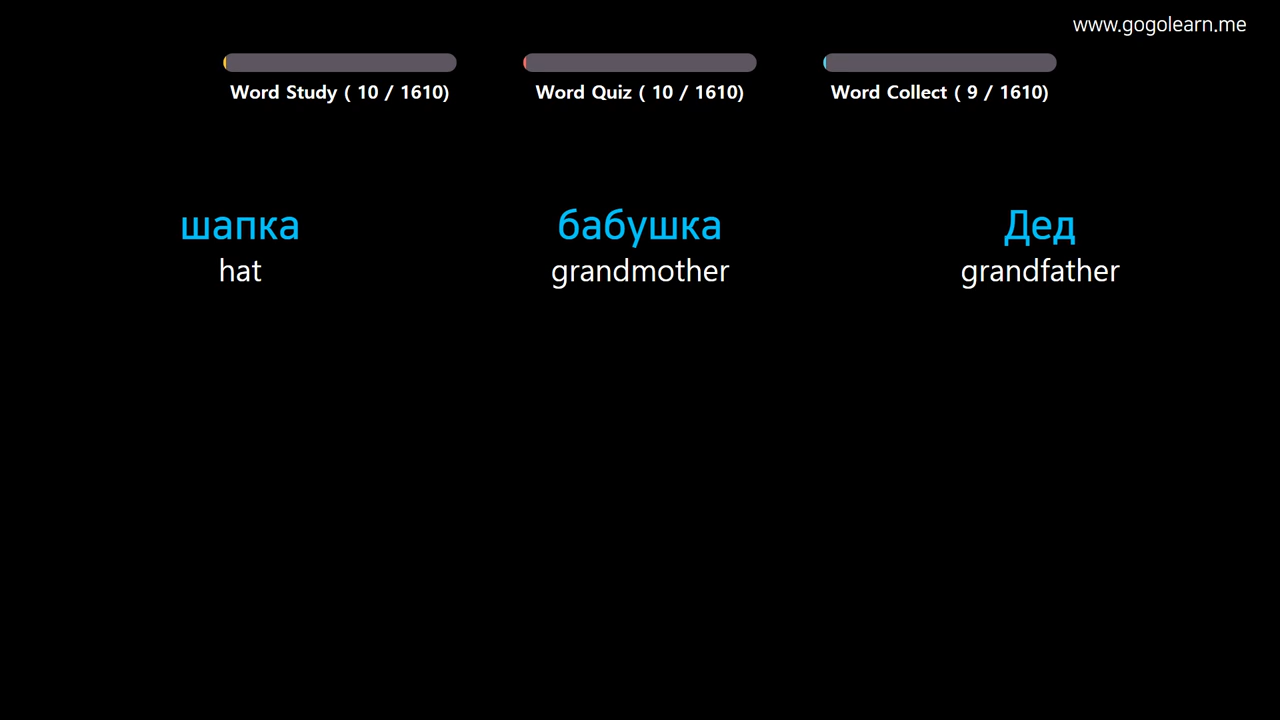 www.gogolearn.me
Word Study ( 10 / 1610)
Word Quiz ( 10 / 1610)
Word Collect ( 9 / 1610)
шапка
hat
бабушка
grandmother
Дед
grandfather